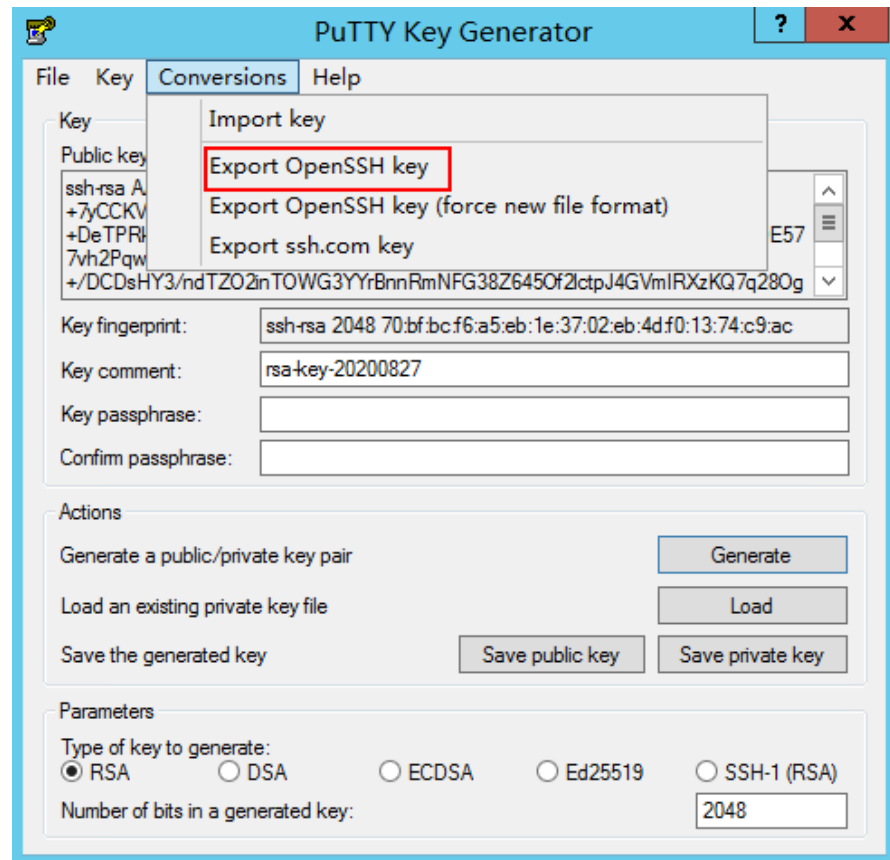 PuTTY Key Generator
? x
File Key Conversions Help
Import key
Export OpenSSH key
Export OpenSSH key (force new file format)
Export ssh.com key
Key
Public key
ssh-rsa A
+7yCCKV
+DeTPR E57
7vh2Pqw
+/DCDsHY3/ndTZO2inTOWG3YYrBnnRmNFG38Z645Of2lctpJ4GVmIRXzKQ7q28Og
Key fingerprint: ssh-rsa 2048 70:bf:bc:f6:a5:eb:1e:37:02:eb:4d:f0:13:74:c9:ac
Key comment: rsa-key-20200827
Key passphrase:
Confirm passphrase:
Actions
Generate a public/private key pair Generate
Load an existing private key file Load
Save the generated key Save public key Save private key
Parameters
Type of key to generate:
RSA DSA ECDSA Ed25519 SSH-1 (RSA)
Number of bits in a generated key: 2048